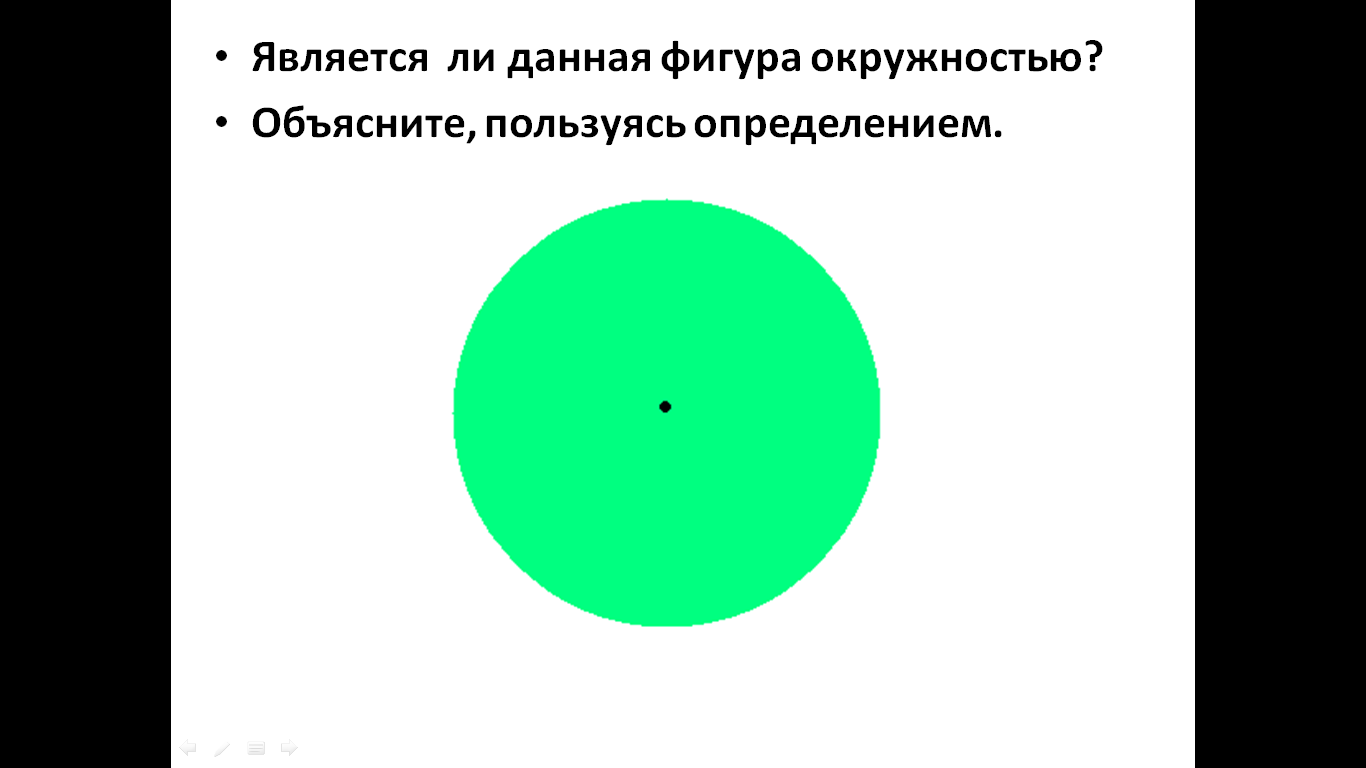 • Является ли данная фигура окружностью?
• Объясните, пользуясь определением.